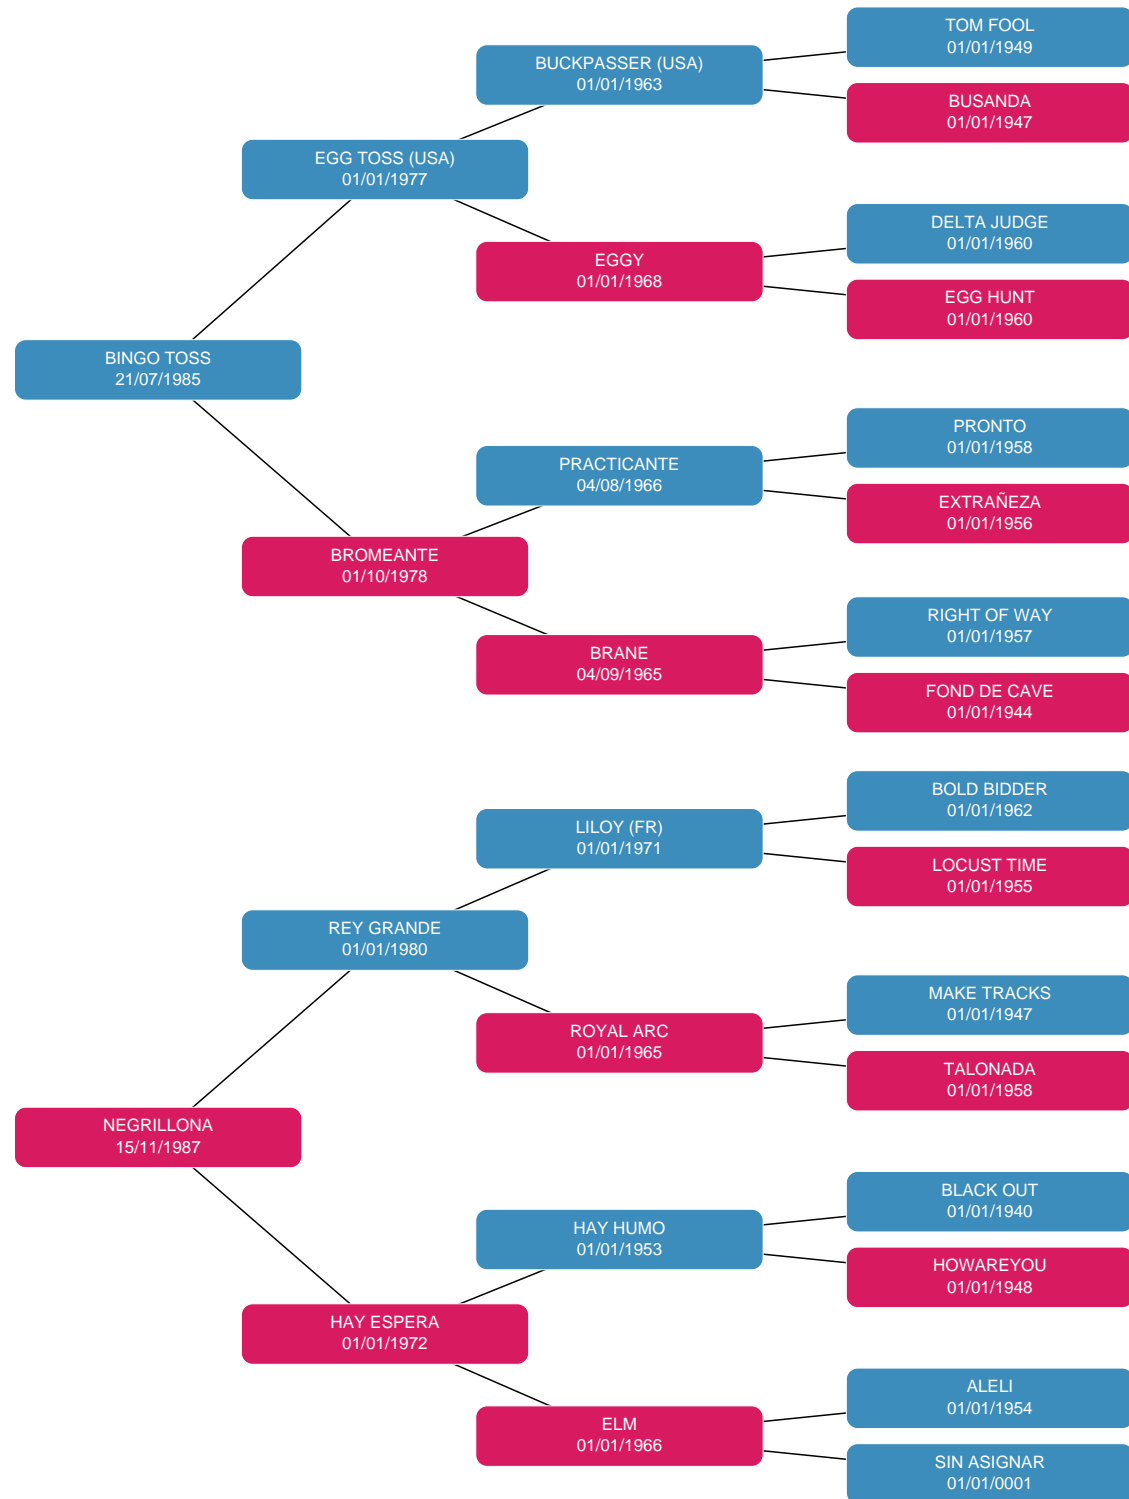 TOM FOOL
01/01/1949
BUCKPASSER (USA)
01/01/1963
BUSANDA
01/01/1947
EGG TOSS (USA)
01/01/1977
DELTA JUDGE
01/01/1960
EGGY
01/01/1968
EGG HUNT
01/01/1960
BINGO TOSS
21/07/1985
PRONTO
01/01/1958
PRACTICANTE
04/08/1966
EXTRAÑEZA
01/01/1956
BROMEANTE
01/10/1978
RIGHT OF WAY
01/01/1957
BRANE
04/09/1965
FOND DE CAVE
01/01/1944
BOLD BIDDER
01/01/1962
LILOY (FR)
01/01/1971
LOCUST TIME
01/01/1955
REY GRANDE
01/01/1980
MAKE TRACKS
01/01/1947
ROYAL ARC
01/01/1965
TALONADA
01/01/1958
NEGRILLONA
15/11/1987
BLACK OUT
01/01/1940
HAY HUMO
01/01/1953
HOWAREYOU
01/01/1948
HAY ESPERA
01/01/1972
ALELI
01/01/1954
ELM
01/01/1966
SIN ASIGNAR
01/01/0001